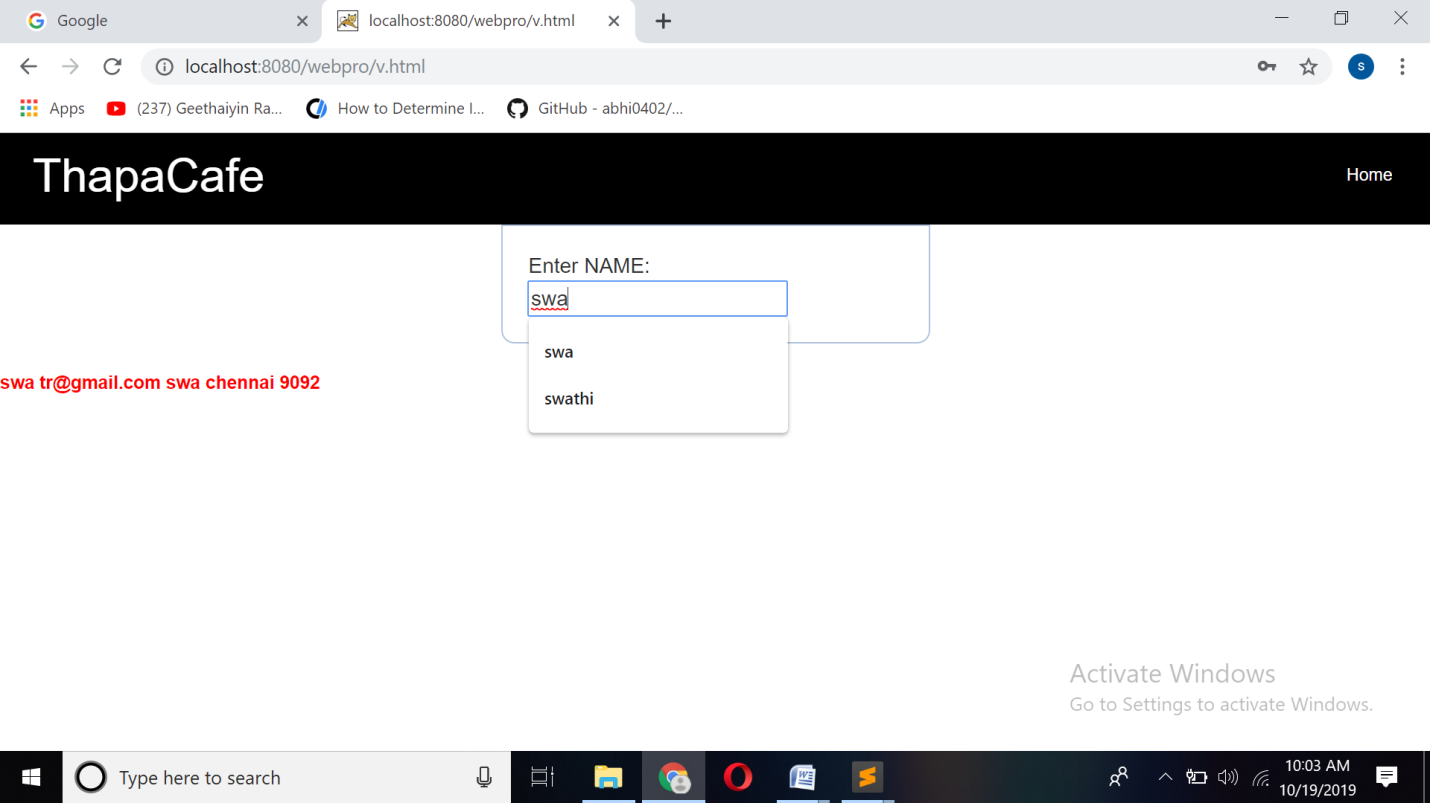 Google
localhost:8080/webpro/v.html
localhost:8080/webpro/v.html
s
Apps
(237) Geethaiyin Ra...
How to Determine I...
GitHub - abhi0402/...
ThapaCafe
Home
Enter NAME:
swa
swa
swathi
swa tr@gmail.com swa chennai 9092
Activate Windows
Go to Settings to activate Windows.
Type here to search
10:03 AM
10/19/2019